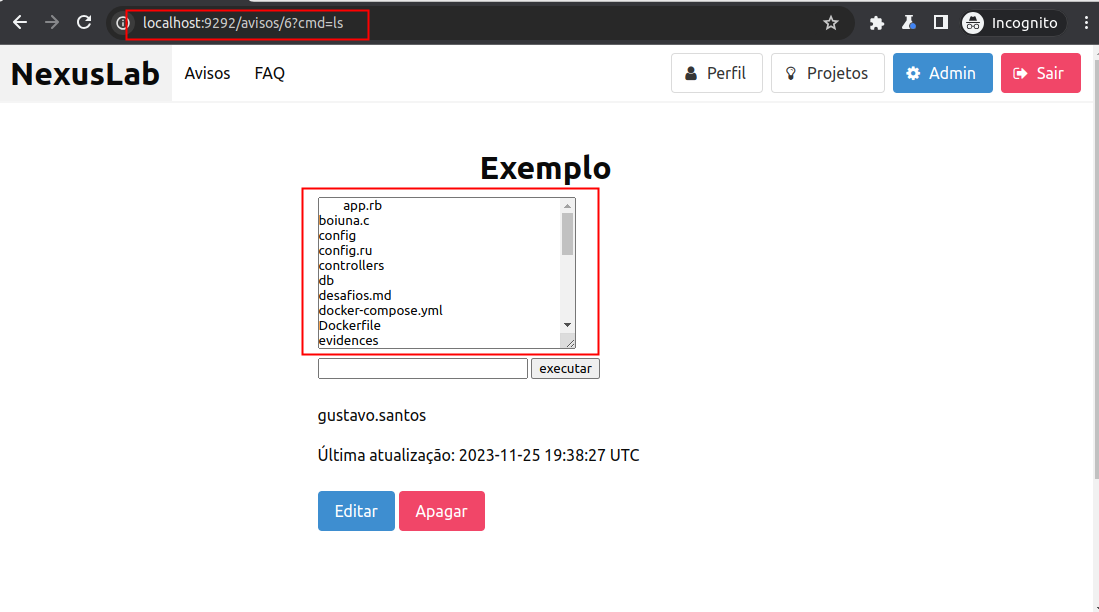 localhost:9292/avisos/6?cmd=ls
Incognito
NexusLab
Avisos
FAQ
Perfil
Projetos
Admin
Sair
Exemplo
app.rb
boiuna.c
config
config.ru
controllers
db
desafios.md
docker-compose.yml
Dockerfile
evidences
executar
gustavo.santos
Última atualização: 2023-11-25 19:38:27 UTC
Editar
Apagar